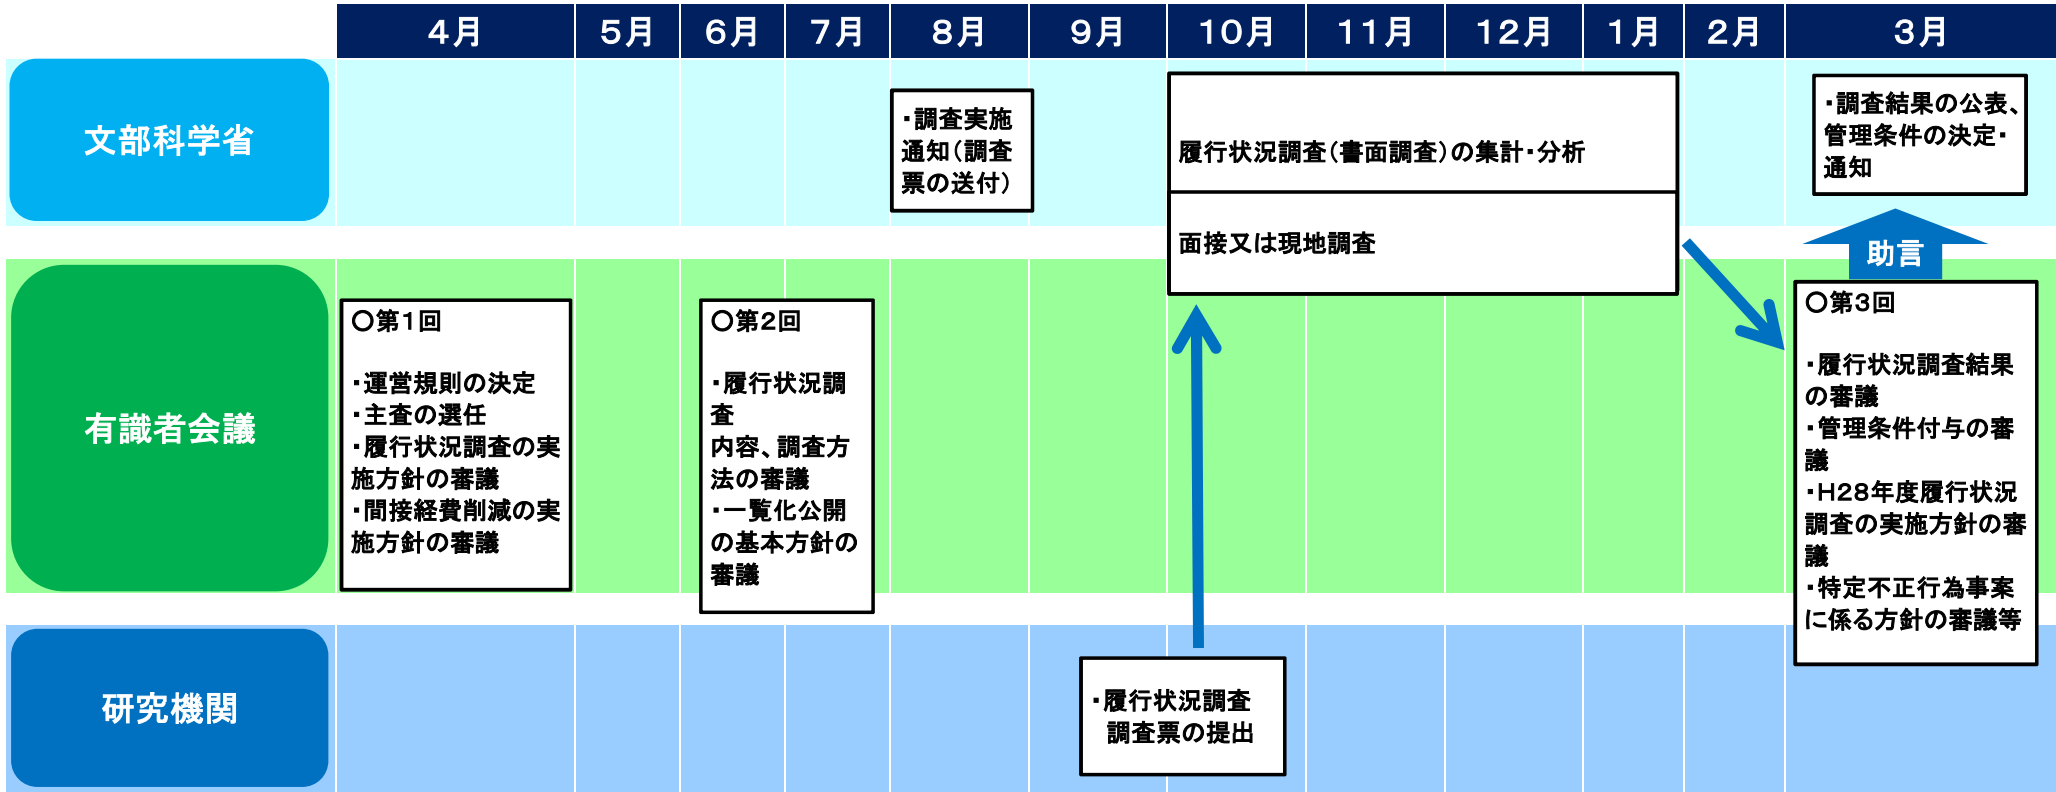 4月 5月 6月 7月 8月 9月 10月 11月 12月 1月 2月 3月
文部科学省
・調査実施
通知(調査
票の送付)
履行状況調査(書面調査)の集計・分析
面接又は現地調査
・調査結果の公表、
管理条件の決定・
通知
助言
有識者会議
○第1回
・運営規則の決定
・主査の選任
・履行状況調査の実
施方針の審議
・間接経費削減の実
施方針の審議
○第2回
・履行状況調
査
内容、調査方
法の審議
・一覧化公開
の基本方針の
審議
○第3回
・履行状況調査結果
の審議
・管理条件付与の審
議
・H28年度履行状況
調査の実施方針の審
議
・特定不正行為事案
に係る方針の審議等
研究機関
・履行状況調査
調査票の提出